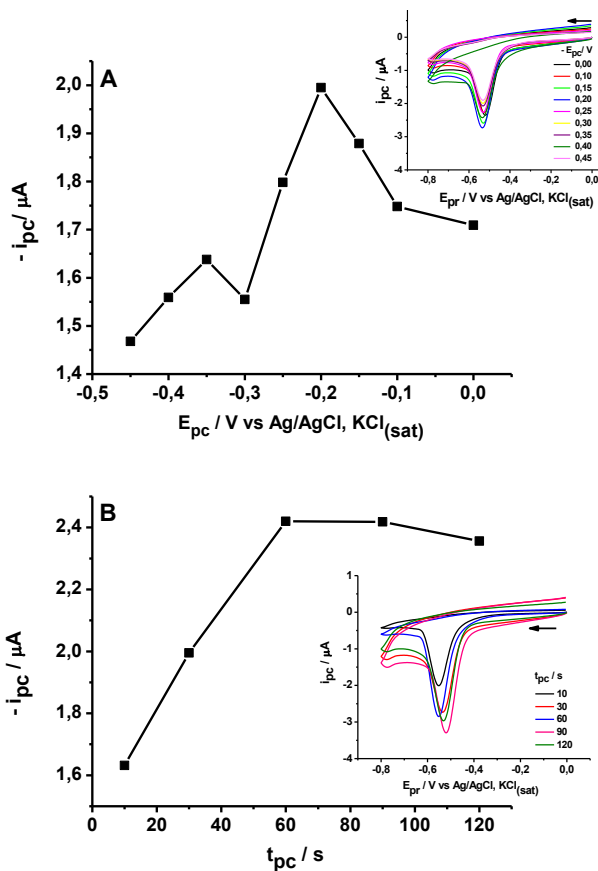 A
- i_pc / μA
2,0
1,9
1,8
1,7
1,6
1,5
1,4
-0,5 -0,4 -0,3 -0,2 -0,1 0,0
E_pc / V vs Ag/AgCl, KCl_(sat)
i_pc / μA
1
0
-1
-2
-3
-4
-0,8 -0,6 -0,4 -0,2 0,0
E_pr / V vs Ag/AgCl, KCl_(sat)
- E_pc / V
0,00
0,10
0,15
0,20
0,25
0,30
0,35
0,40
0,45
B
- i_pc / μA
2,4
2,2
2,0
1,8
1,6
0 20 40 60 80 100 120
t_pc / s
i_pc / μA
1
0
-1
-2
-3
-4
-0,8 -0,6 -0,4 -0,2 0,0
E_pr / V vs Ag/AgCl, KCl_(sat)
t_pc / s
10
30
60
90
120